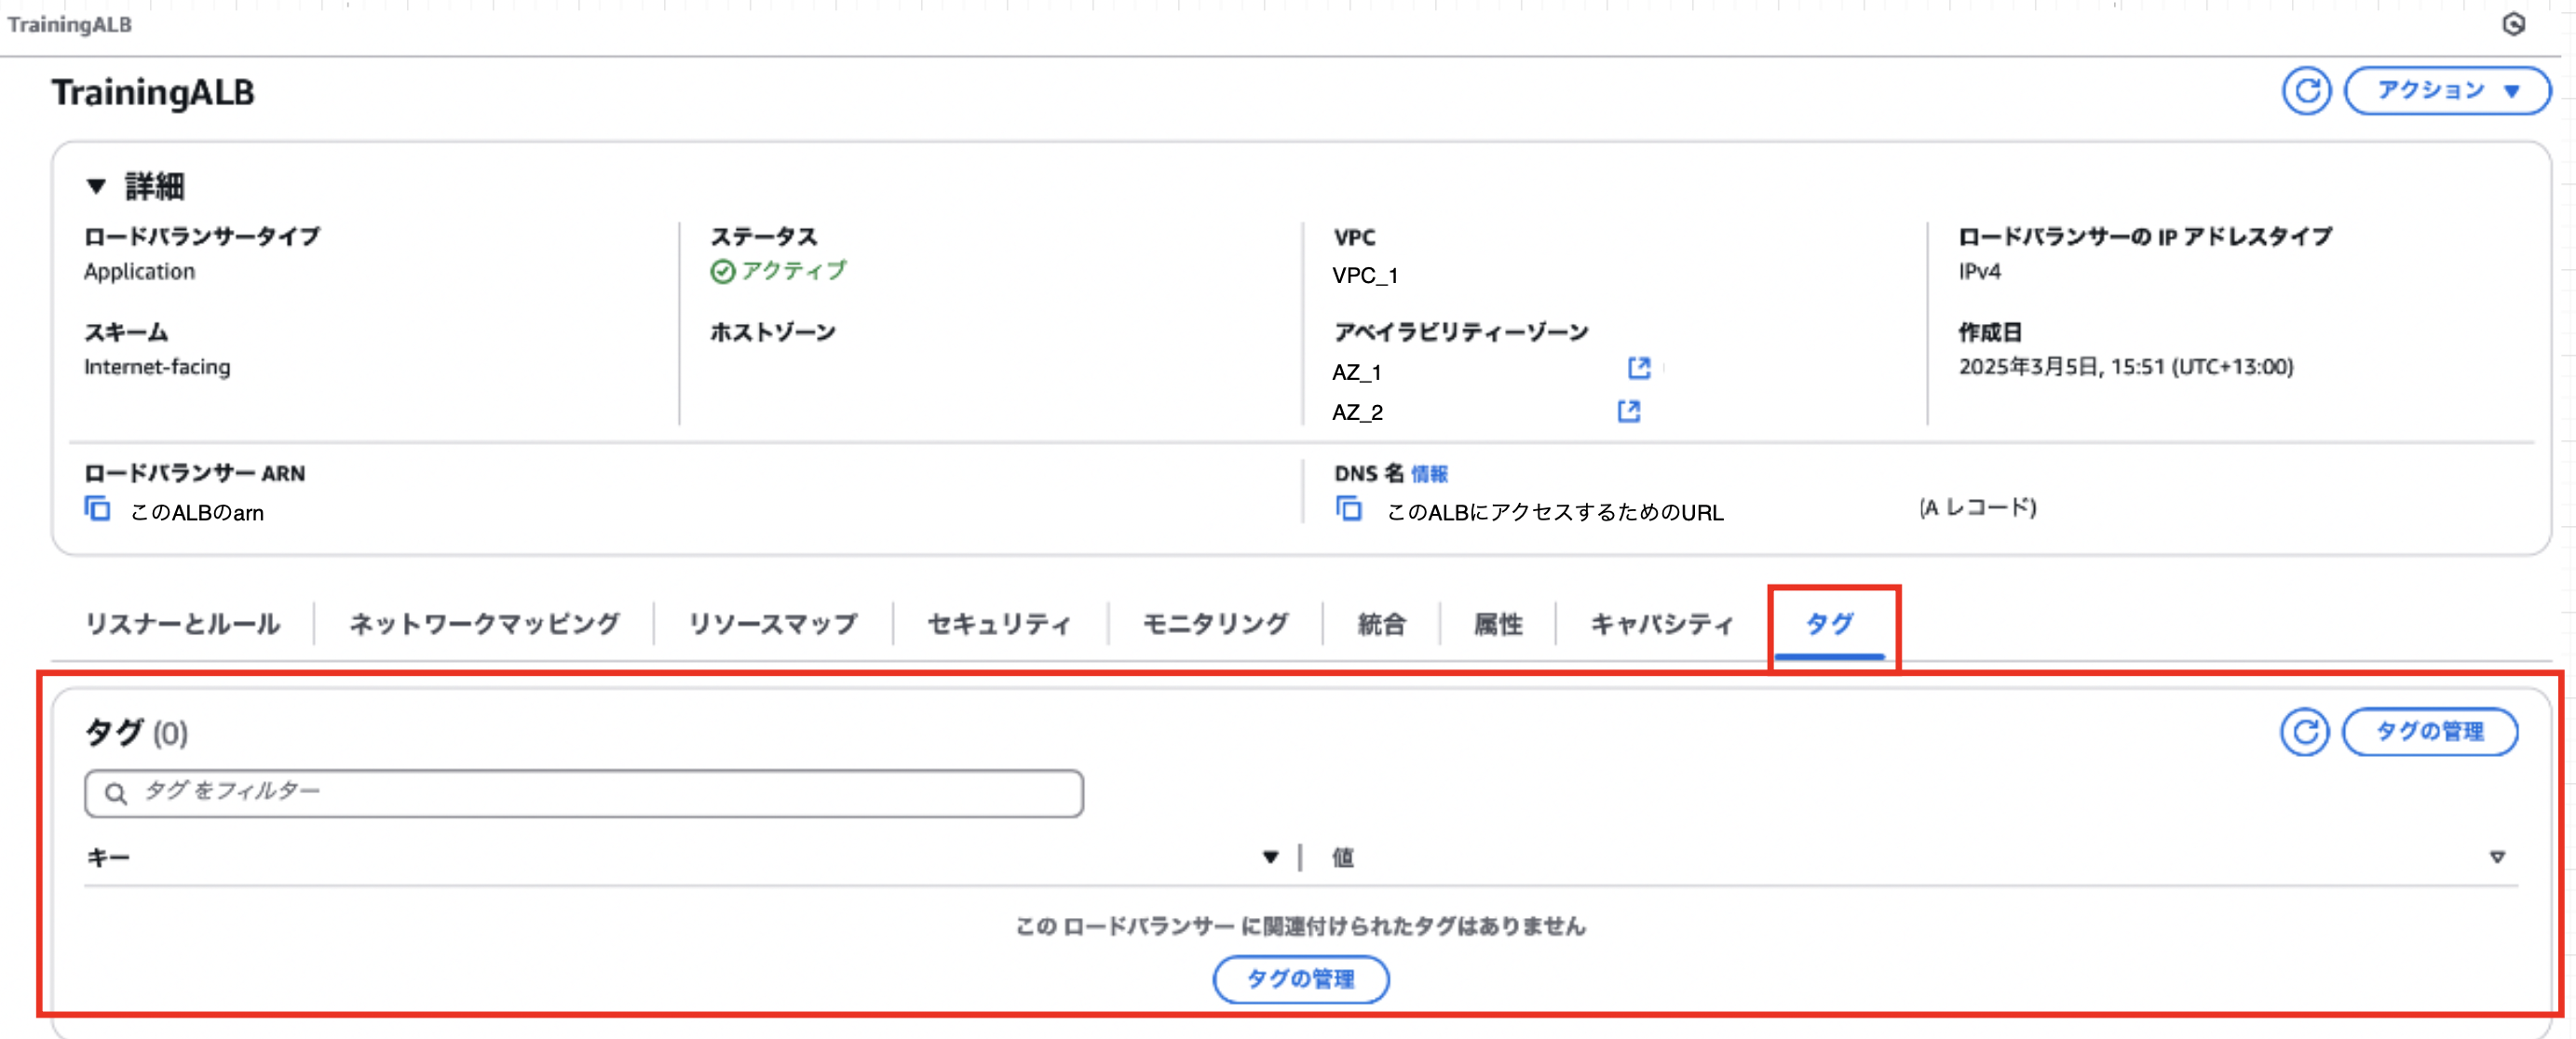 TrainingALB
TrainingALB
アクション
詳細
ロードバランサータイプ
Application
ステータス
アクティブ
VPC
VPC_1
ロードバランサーの IP アドレスタイプ
IPv4
スキーム
Internet-facing
ホストゾーン
アベイラビリティーゾーン
AZ_1
AZ_2
作成日
2025年3月5日, 15:51 (UTC+13:00)
ロードバランサー ARN
このALBのarn
DNS 名 情報
このALBにアクセスするためのURL (A レコード)
リスナーとルール ネットワークマッピング リソースマップ セキュリティ モニタリング 統合 属性 キャパシティ タグ
タグ (0)
タグの管理
タグ をフィルター
キー 値
この ロードバランサー に関連付けられたタグはありません
タグの管理